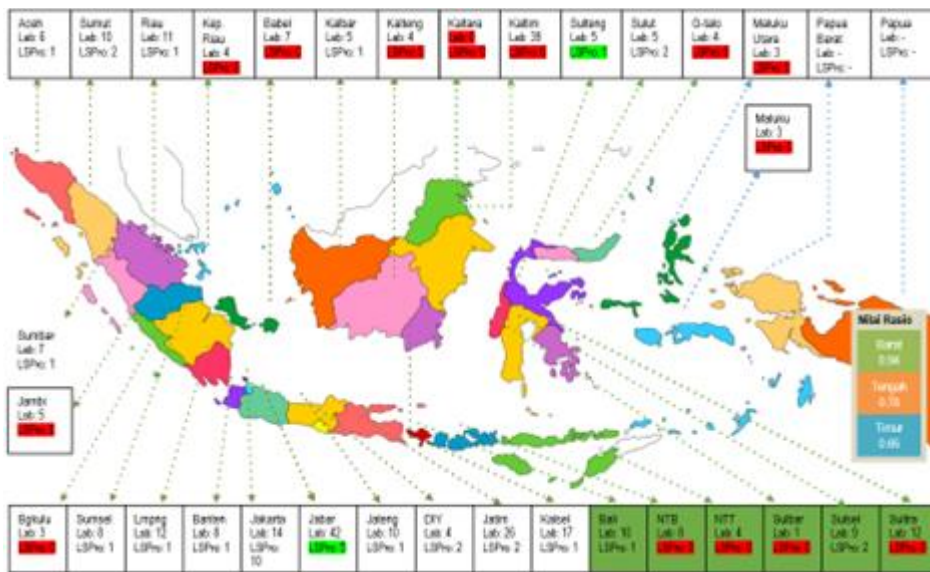 Aceh
Lab: 6
LSPro: 1
Sumut
Lab: 10
LSPro: 2
Riau
Lab: 11
LSPro: 1
Kep.
Riau
Lab: 4
Babel
Lab: 7
Kalbar
Lab: 5
LSPro: 1
Kalteng
Lab: 4
Kaltara
Kaltim
Lab: 38
Sulteng
Lab: 5
LSPro: 1
Sulut
Lab: 5
LSPro: 2
G-talo
Lab: 4
Maluku
Utara
Lab: 3
Papua
Barat
Lab: -
LSPro: -
Papua
Lab: -
LSPro: -
Maluku
Lab: 3
Sumbar
Lab: 7
LSPro: 1
Jambi
Lab: 5
Nilai Rasio
Barat
Tengah
Timur
Bgkulu
Lab: 3
Sumsel
Lab: 8
LSPro: 1
Lmpng
Lab: 12
LSPro: 1
Banten
Lab: 8
LSPro: 1
Jakarta
Lab: 14
LSPro:
10
Jabar
Lab: 42
Jateng
Lab: 10
LSPro: 1
DIY
Lab: 4
LSPro: 2
Jatim
Lab: 26
LSPro: 2
Kalsel
Lab: 17
LSPro: 1
Bali
Lab: 10
LSPro: 1
NTB
Lab: 8
NTT
Lab: 4
Sulbar
Lab: 1
Sulsel
Lab: 9
LSPro: 2
Sultra
Lab: 12